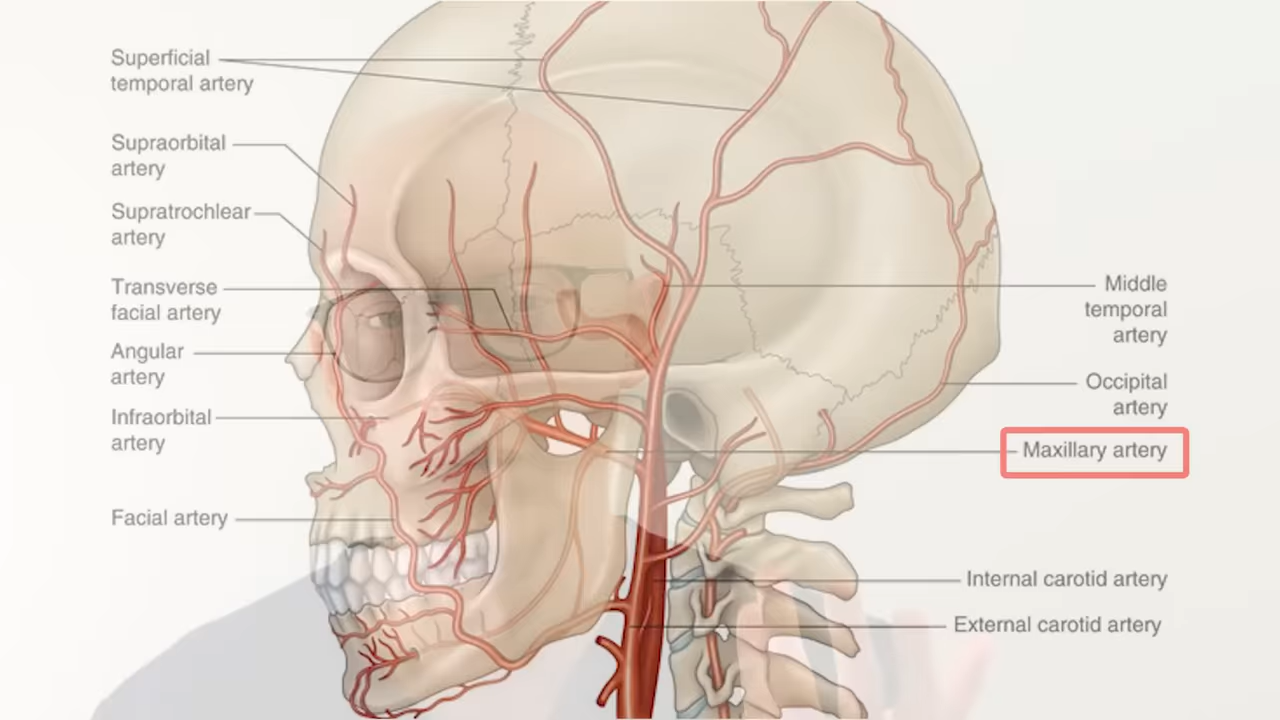 Superficial
temporal artery
Supraorbital
artery
Supratrochlear
artery
Transverse
facial artery
Angular
artery
Infraorbital
artery
Facial artery
Middle
temporal
artery
Occipital
artery
Maxillary artery
Internal carotid artery
External carotid artery